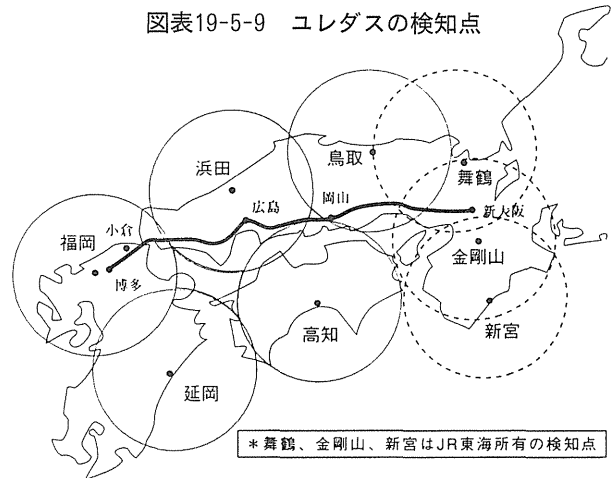 図表19-5-9　ユレダスの検知点
鳥取
浜田
舞鶴
岡山
広島
新大阪
小倉
福岡
金剛山
博多
高知
新宮
延岡
＊舞鶴、金剛山、新宮はJR東海所有の検知点